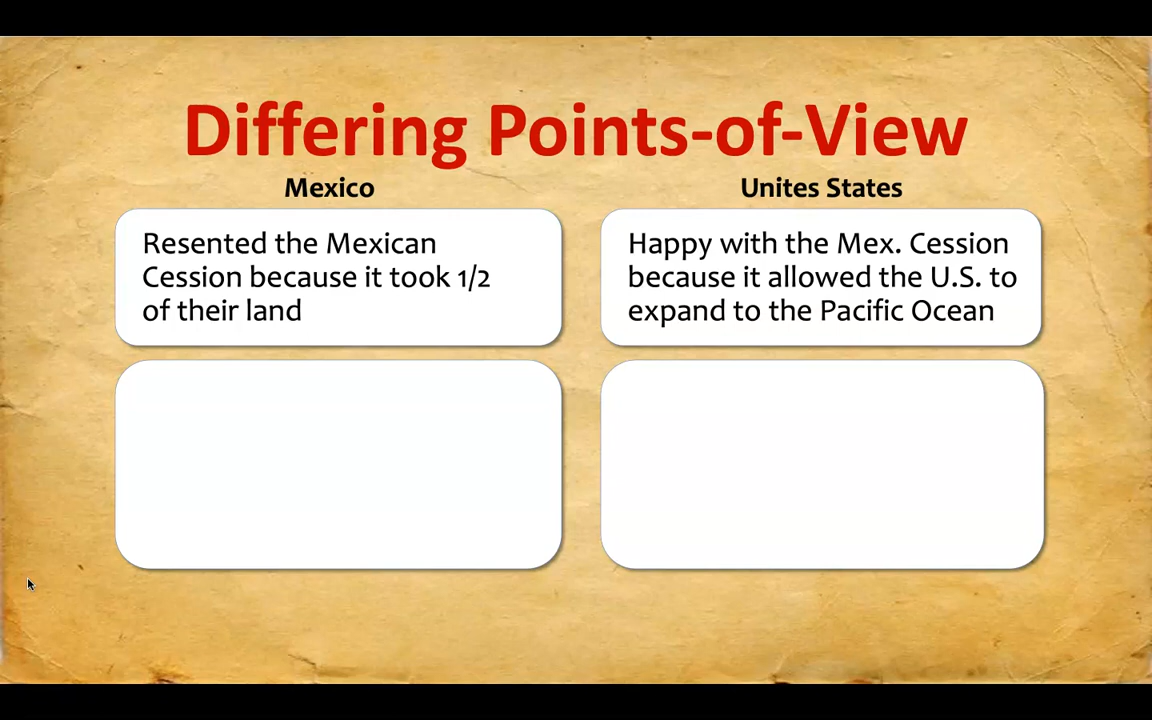 Differing Points-of-View
Mexico
Unites States
Resented the Mexican
Cession because it took 1/2
of their land
Happy with the Mex. Cession
because it allowed the U.S. to
expand to the Pacific Ocean